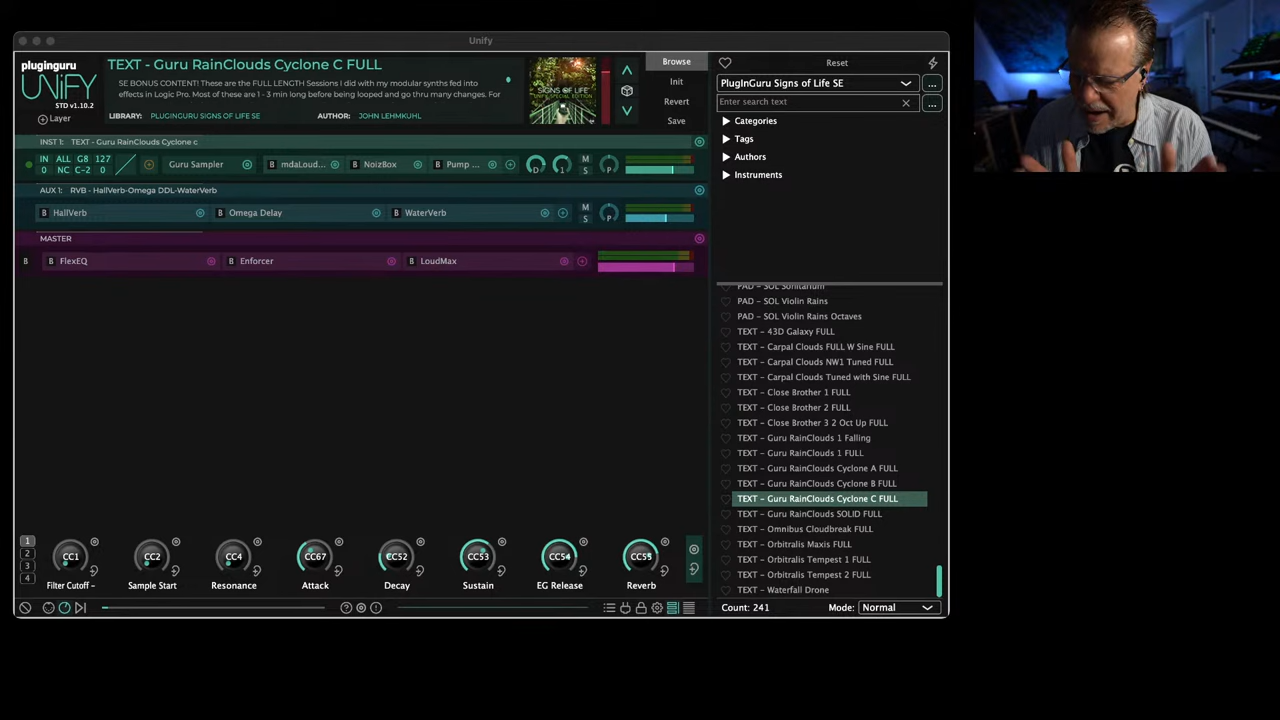 Unify
pluginguru
UNIFY
STD v1.10.2
Layer
TEXT - Guru RainClouds Cyclone C FULL
SE BONUS CONTENT! These are the FULL LENGTH Sessions I did with my modular synths fed into
effects in Logic Pro. Most of these are 1 - 3 min long before being looped and go thru many changes. For
LIBRARY: PLUGINGURU SIGNS OF LIFE SE AUTHOR: JOHN LEHMKUHL
SIGNS OF LIFE
Browse
Init
Revert
Save
INST 1: TEXT - Guru RainClouds Cyclone c
IN ALL G8 127
0 NC C-2 0
Guru Sampler B mdaLoud... B NoizBox B Pump ... D 1 M S P
AUX 1: RVB - HallVerb-Omega DDL-WaterVerb
B HallVerb B Omega Delay B WaterVerb M S P
MASTER
B B FlexEQ B Enforcer B LoudMax
1
2
3
4
CC1 CC2 CC4 CC67 CC52 CC53 CC54 CC55
Filter Cutoff - Sample Start Resonance Attack Decay Sustain EG Release Reverb
Reset
PlugInGuru Signs of Life SE ...
Enter search text ...
Categories
Tags
Authors
Instruments
PAD - SOL Sonitarium
PAD - SOL Violin Rains
PAD - SOL Violin Rains Octaves
TEXT - 43D Galaxy FULL
TEXT - Carpal Clouds FULL W Sine FULL
TEXT - Carpal Clouds NW1 Tuned FULL
TEXT - Carpal Clouds Tuned with Sine FULL
TEXT - Close Brother 1 FULL
TEXT - Close Brother 2 FULL
TEXT - Close Brother 3 2 Oct Up FULL
TEXT - Guru RainClouds 1 Falling
TEXT - Guru RainClouds 1 FULL
TEXT - Guru RainClouds Cyclone A FULL
TEXT - Guru RainClouds Cyclone B FULL
TEXT - Guru RainClouds Cyclone C FULL
TEXT - Guru RainClouds SOLID FULL
TEXT - Omnibus Cloudbreak FULL
TEXT - Orbitralis Maxis FULL
TEXT - Orbitralis Tempest 1 FULL
TEXT - Orbitralis Tempest 2 FULL
TEXT - Waterfall Drone
Count: 241 Mode: Normal